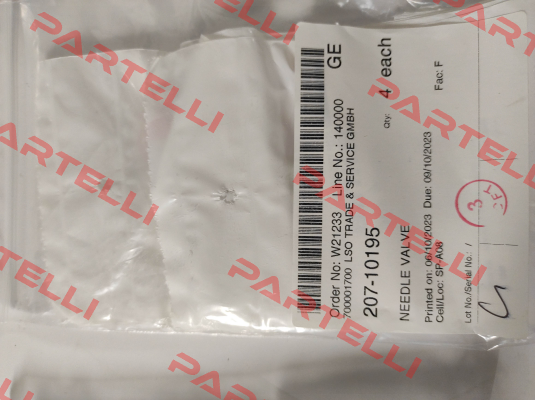 Order No: W21233 Line No.: 140000
700001700 LSO TRADE & SERVICE GMBH
GE
207-10195
Qty: 4 each
NEEDLE VALVE
Printed on: 06/10/2023 Due: 09/10/2023
Cell/Loc: SP-A08
Fac: F
Lot No./Serial No.: /
3
PARTELLI
PARTELLI
PARTELLI
PARTELLI
PARTELLI
PARTELLI